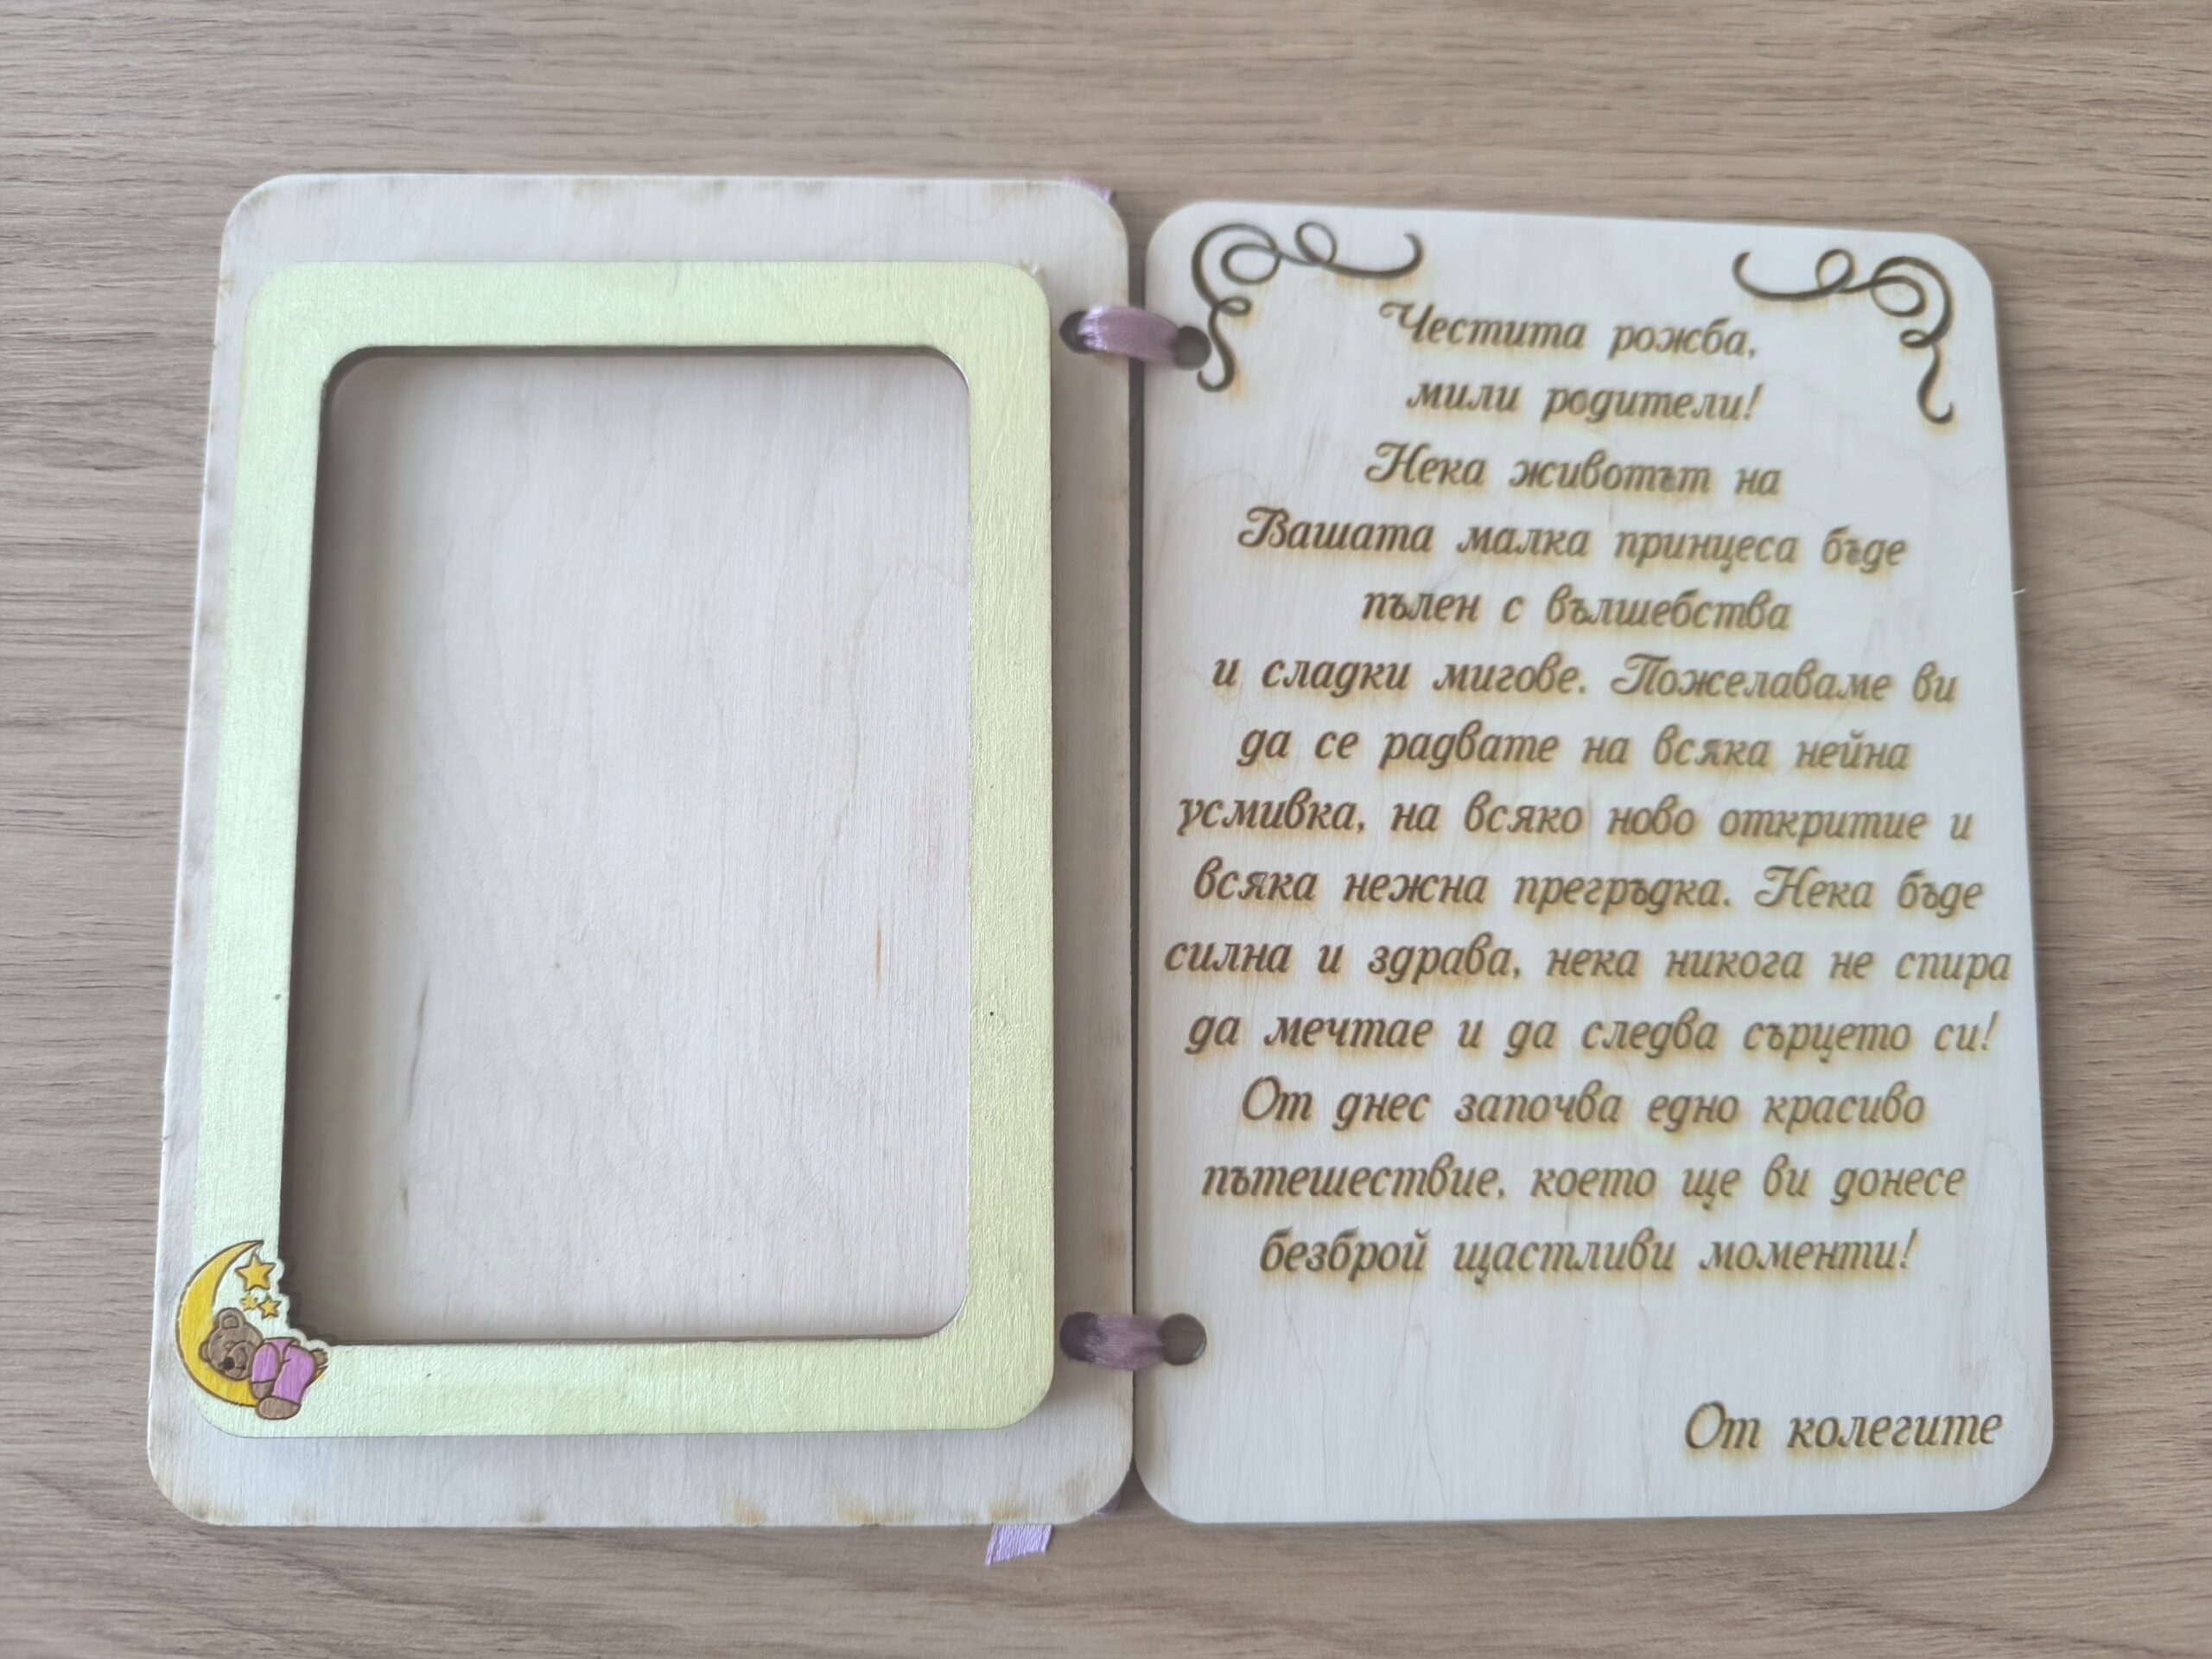 Честита рожба,
мили родители!
Нека животът на
Вашата малка принцеса бъде
пълен с вълшебства
и сладки мигове. Пожелаваме ви
да се радвате на всяка нейна
усмивка, на всяко ново откритие и
всяка нежна прегръдка. Нека бъде
силна и здрава, нека никога не спира
да мечтае и да следва сърцето си!
От днес започва едно красиво
пътешествие, което ще ви донесе
безброй щастливи моменти!
От колегите